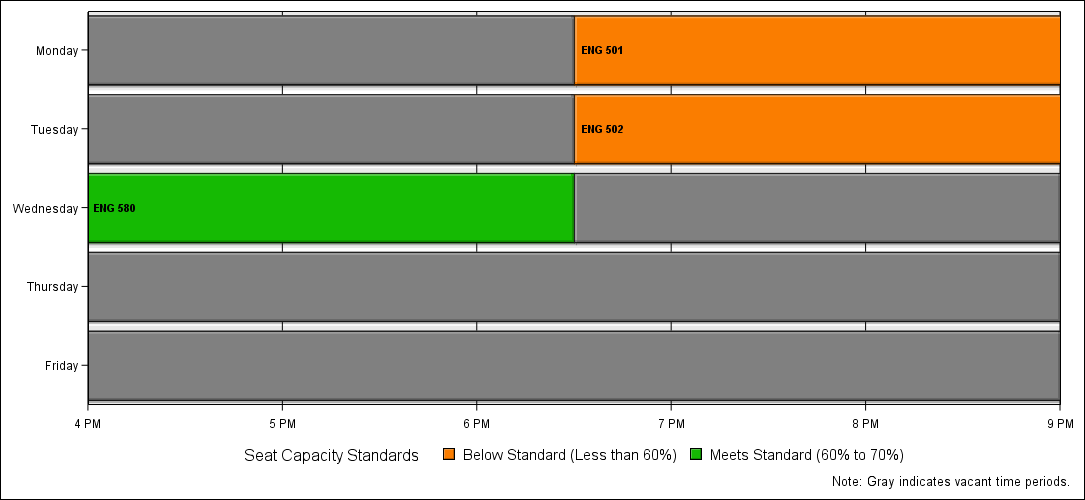 Monday
ENG 501
Tuesday
ENG 502
Wednesday
ENG 580
Thursday
Friday
4 PM 5 PM 6 PM 7 PM 8 PM 9 PM
Seat Capacity Standards Below Standard (Less than 60%) Meets Standard (60% to 70%)
Note: Gray indicates vacant time periods.